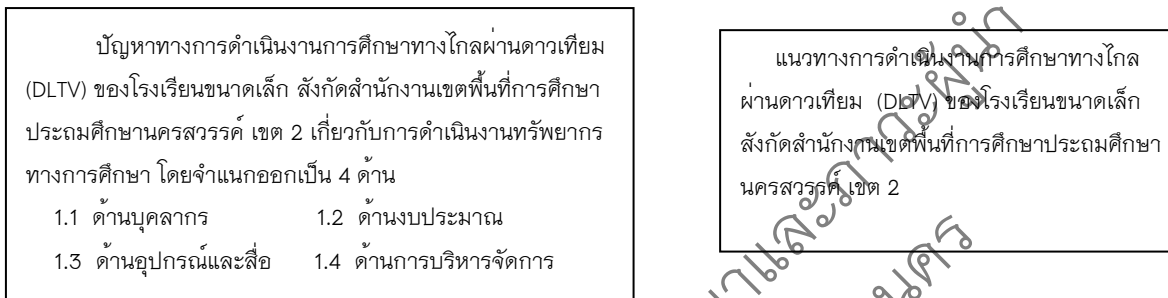 ปัญหาทางการดำเนินงานการศึกษาทางไกลผ่านดาวเทียม
(DLTV) ของโรงเรียนขนาดเล็ก สังกัดสำนักงานเขตพื้นที่การศึกษา
ประถมศึกษานครสวรรค์ เขต 2 เกี่ยวกับการดำเนินงานทรัพยากร
ทางการศึกษา โดยจำแนกออกเป็น 4 ด้าน
1.1 ด้านบุคลากร 1.2 ด้านงบประมาณ
1.3 ด้านอุปกรณ์และสื่อ 1.4 ด้านการบริหารจัดการ
แนวทางการดำเนินงานการศึกษาทางไกล
ผ่านดาวเทียม (DLTV) ของโรงเรียนขนาดเล็ก
สังกัดสำนักงานเขตพื้นที่การศึกษาประถมศึกษา
นครสวรรค์ เขต 2